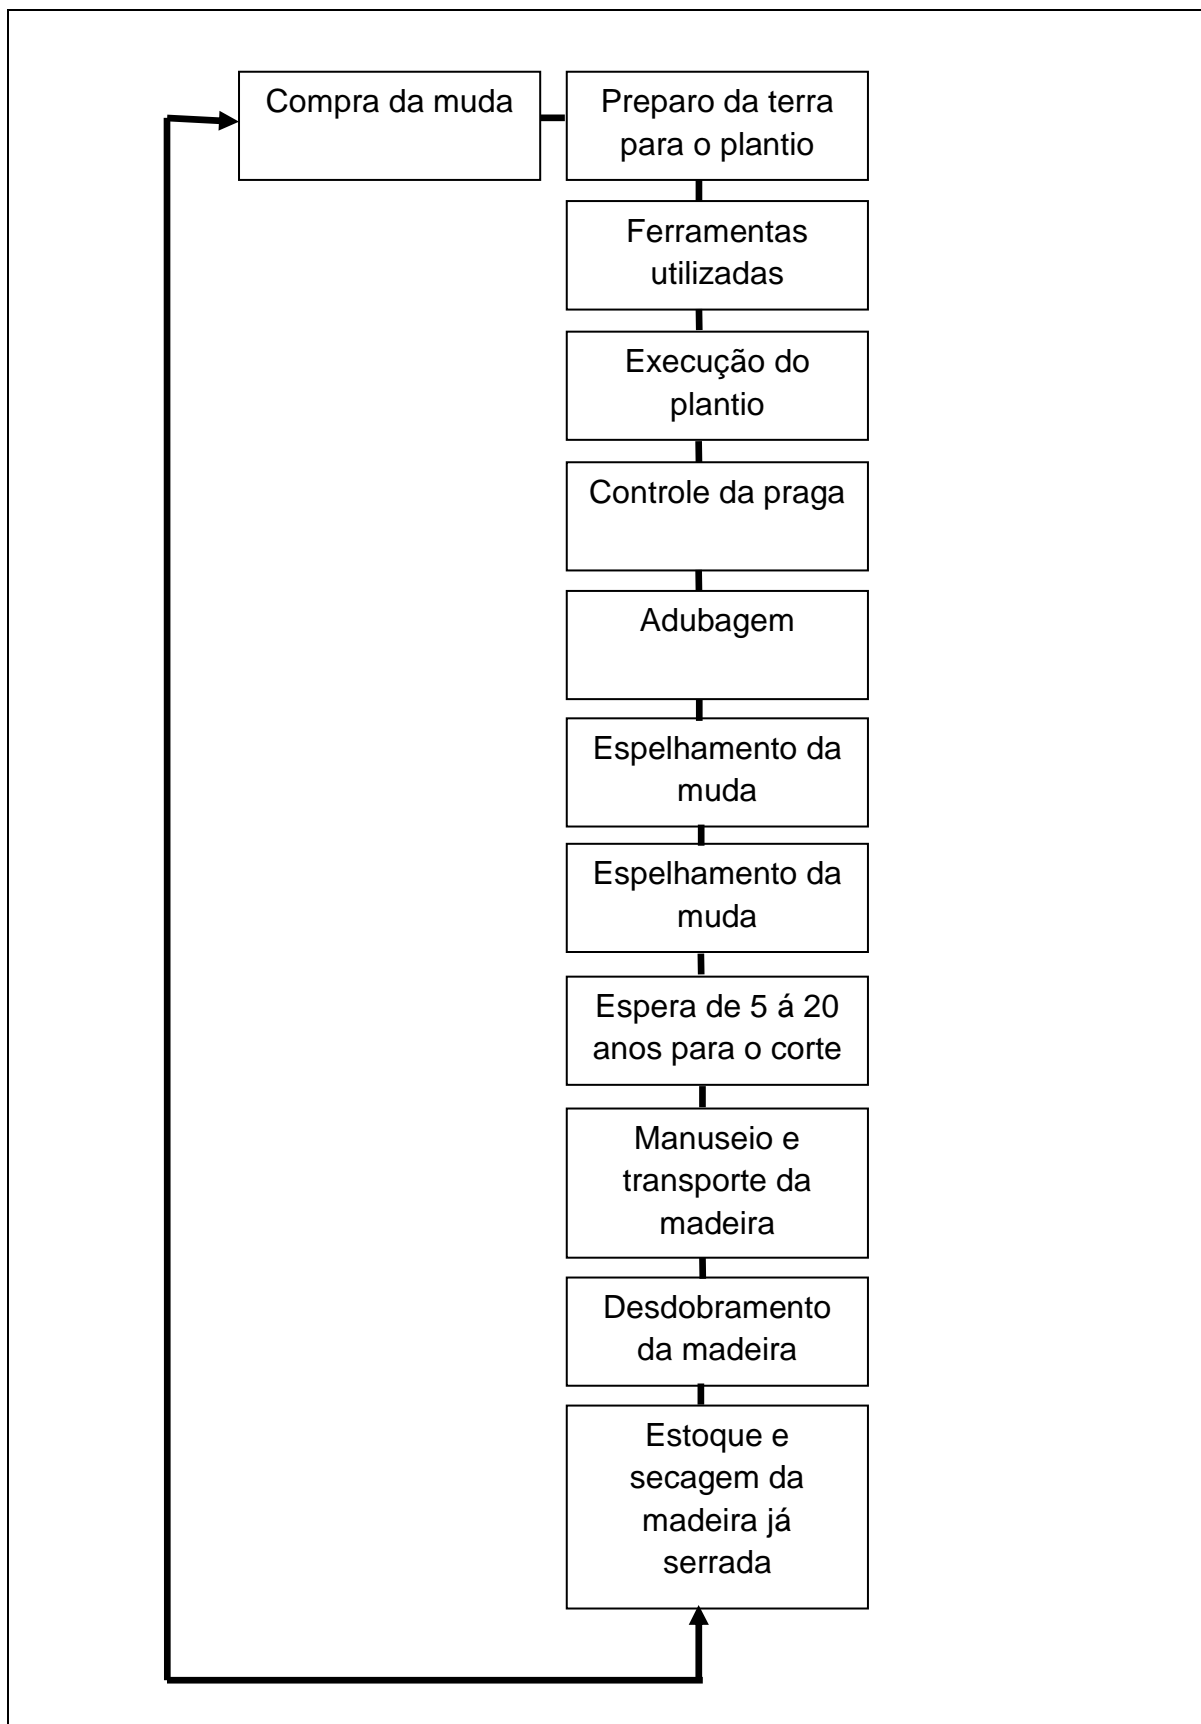 Compra da muda
Preparo da terra
para o plantio
Ferramentas
utilizadas
Execução do
plantio
Controle da praga
Adubagem
Espelhamento da
muda
Espelhamento da
muda
Espera de 5 á 20
anos para o corte
Manuseio e
transporte da
madeira
Desdobramento
da madeira
Estoque e
secagem da
madeira já
serrada